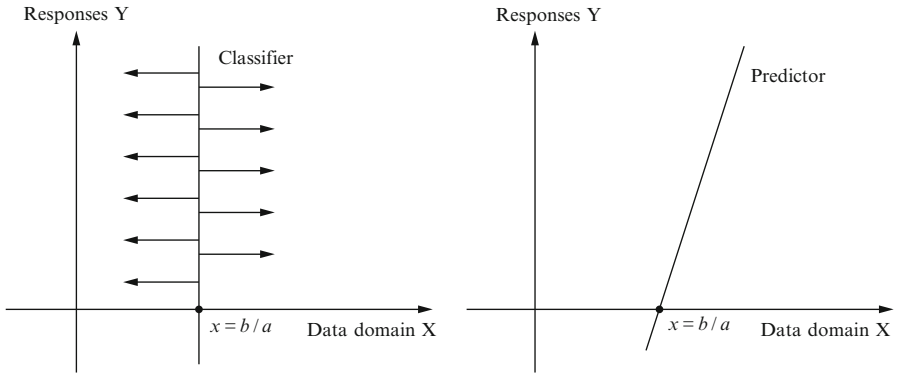 Responses Y
Classifier
x = b / a
Data domain X
Responses Y
Predictor
x = b / a
Data domain X